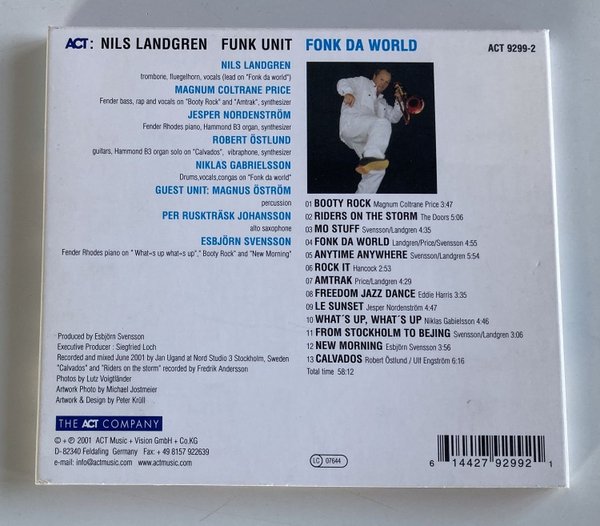 ACT: NILS LANDGREN FUNK UNIT FONK DA WORLD ACT 9299-2
NILS LANDGREN
trombone, fluegelhorn, vocals (lead on "Fonk da world")
MAGNUM COLTRANE PRICE
Fender bass, rap and vocals on "Booty Rock" and "Amtrak", synthesizer
JESPER NORDENSTRÖM
Fender Rhodes piano, Hammond B3 organ, synthesizer
ROBERT ÖSTLUND
guitars, Hammond B3 organ solo on "Calvados", vibraphone, synthesizer
NIKLAS GABRIELSSON
Drums,vocals,congas on "Fonk da world"
GUEST UNIT: MAGNUS ÖSTRÖM
percussion
PER RUSKTRÄSK JOHANSSON
alto saxophone
ESBJÖRN SVENSSON
Fender Rhodes piano on " What=s up what=s up"," Booty Rock" and "New Morning"
01 BOOTY ROCK Magnum Coltrane Price 3:47
02 RIDERS ON THE STORM The Doors 5:06
03 MO STUFF Svensson/Landgren 4:35
04 FONK DA WORLD Landgren/Price/Svensson 4:55
05 ANYTIME ANYWHERE Svensson/Landgren 5:54
06 ROCK IT Hancock 2:53
07 AMTRAK Price/Landgren 4:29
08 FREEDOM JAZZ DANCE Eddie Harris 3:35
09 LE SUNSET Jesper Nordenström 4:47
10 WHAT´S UP, WHAT´S UP Niklas Gabielsson 4:46
11 FROM STOCKHOLM TO BEJING Svensson/Landgren 3:06
12 NEW MORNING Esbjörn Svensson 3:56
13 CALVADOS Robert Östlund / Ulf Engström 6:16
Total time 58:12
Produced by Esbjörn Svensson
Executive Producer : Siegfried Loch
Recorded and mixed June 2001 by Jan Ugand at Nord Studio 3 Stockholm, Sweden
"Calvados" and "Riders on the storm" recorded by Fredrik Andersson
Photos by Lutz Voigtländer
Artwork Photo by Michael Jostmeier
Artwork & Design by Peter Krüll
THE ACT COMPANY
© + ℗ 2001 ACT Music + Vision GmbH + Co.KG
D- 82340 Feldafing Germany Fax: +49 8157 922639
e-mail: info@actmusic.com www.actmusic.com
LC 07644
6 14427 92992 1